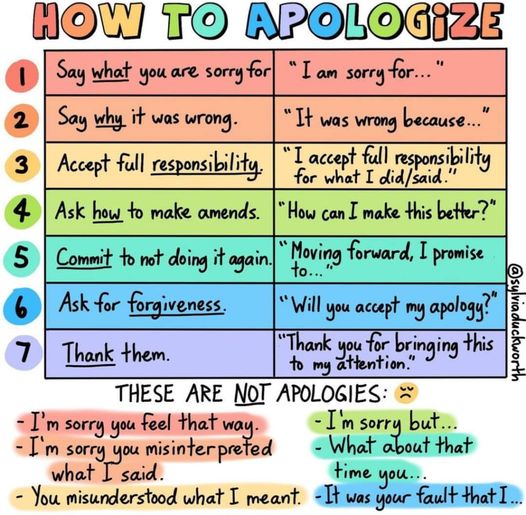 HOW TO APOLOGIZE
1 Say what you are sorry for "I am sorry for..."
2 Say why it was wrong. "It was wrong because..."
3 Accept full responsibility. "I accept full responsibility
for what I did/said."
4 Ask how to make amends. "How can I make this better?"
5 Commit to not doing it again. "Moving forward, I promise
to..."
6 Ask for forgiveness. "Will you accept my apology?"
7 Thank them. "Thank you for bringing this
to my attention."
@sylviaduckworth
THESE ARE NOT APOLOGIES:
- I'm sorry you feel that way.
- I'm sorry you misinterpreted
what I said.
- You misunderstood what I meant.
- I'm sorry but...
- What about that
time you...
- It was your fault that I...